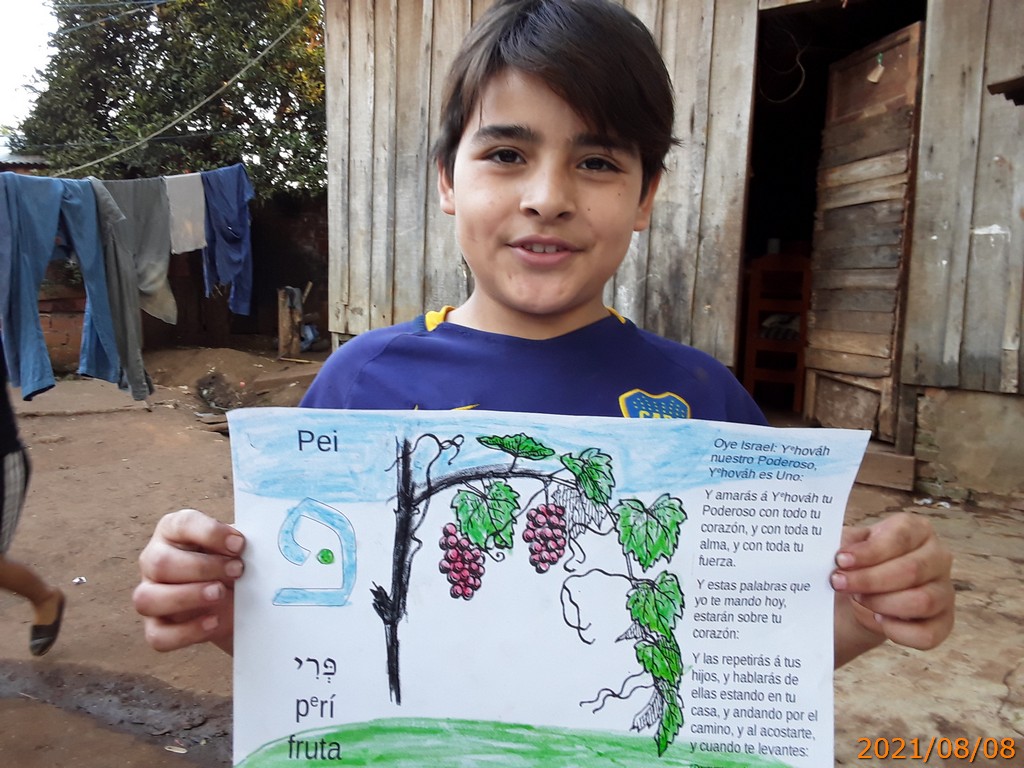 Pei
פּ
פְּרִי
pᵉrí
fruta
Oye Israel: Yᵉhováh
nuestro Poderoso,
Yᵉhováh es Uno:
Y amarás á Yᵉhováh tu
Poderoso con todo tu
corazón, y con toda tu
alma, y con toda tu
fuerza.
Y estas palabras que
yo te mando hoy,
estarán sobre tu
corazón:
Y las repetirás á tus
hijos, y hablarás de
ellas estando en tu
casa, y andando por el
camino, y al acostarte,
y cuando te levantes:
2021/08/08